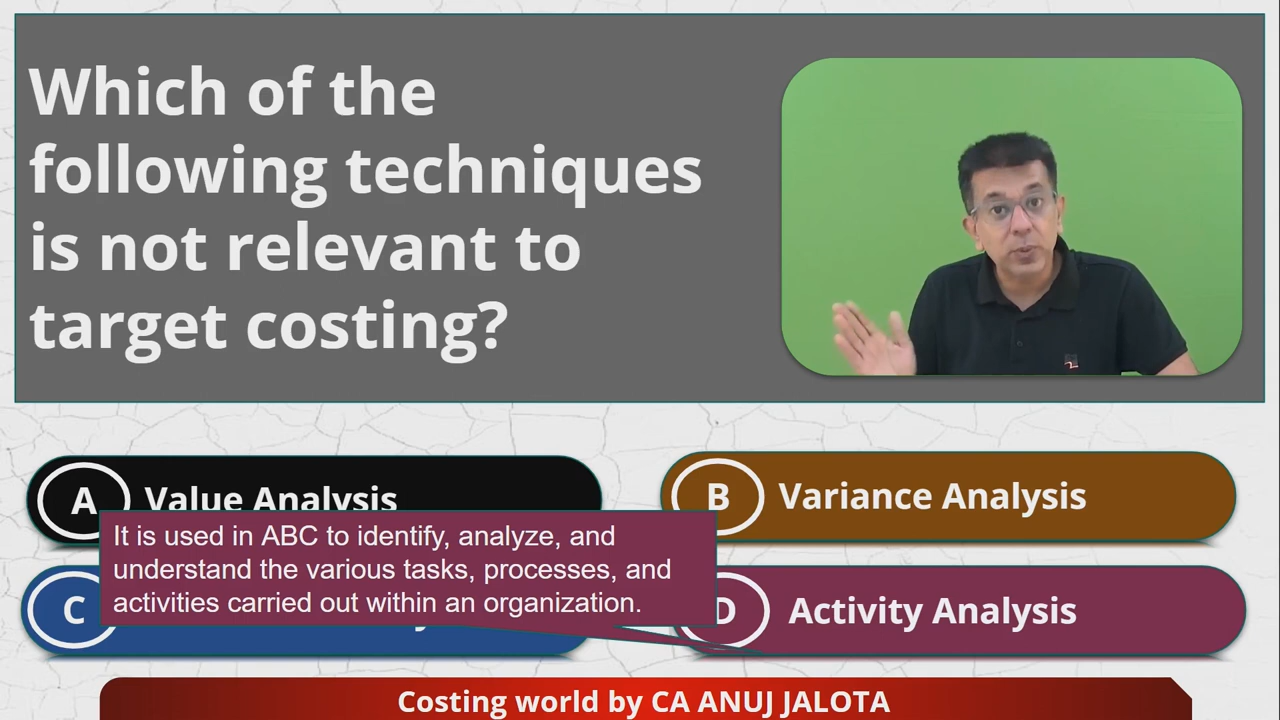 Which of the
following techniques
is not relevant to
target costing?
A Value Analysis
B Variance Analysis
It is used in ABC to identify, analyze, and
understand the various tasks, processes, and
activities carried out within an organization.
C
D Activity Analysis
Costing world by CA ANUJ JALOTA